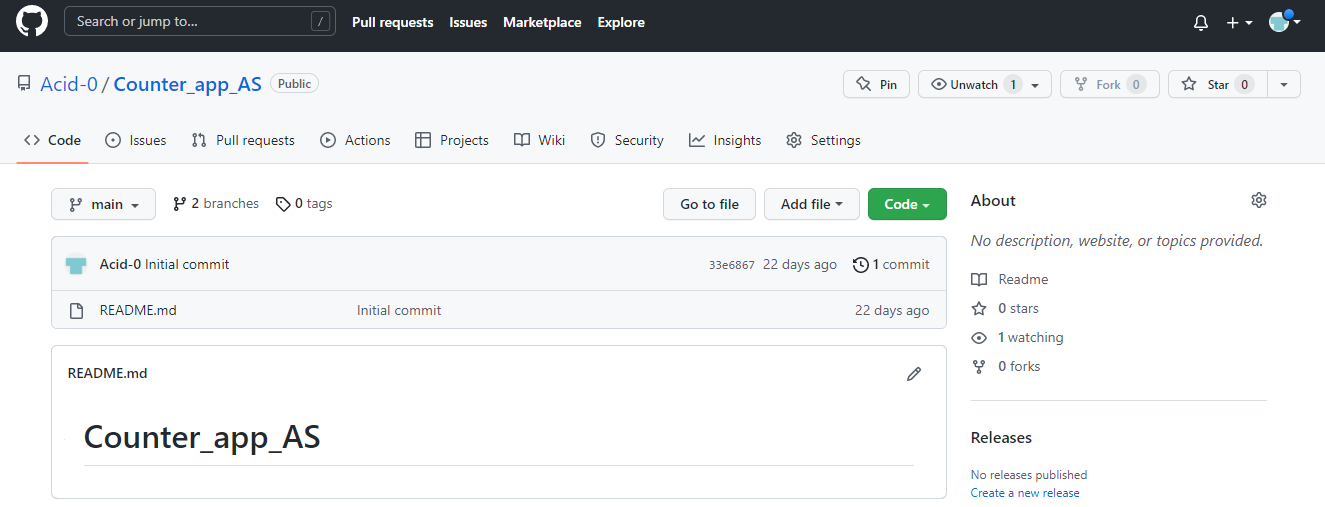 Search or jump to... /
Pull requests Issues Marketplace Explore
Acid-0 / Counter_app_AS Public
Pin Unwatch 1 Fork 0 Star 0
Code Issues Pull requests Actions Projects Wiki Security Insights Settings
main 2 branches 0 tags Go to file Add file Code
Acid-0 Initial commit 33e6867 22 days ago 1 commit
README.md Initial commit 22 days ago
README.md
Counter_app_AS
About
No description, website, or topics provided.
Readme
0 stars
1 watching
0 forks
Releases
No releases published
Create a new release